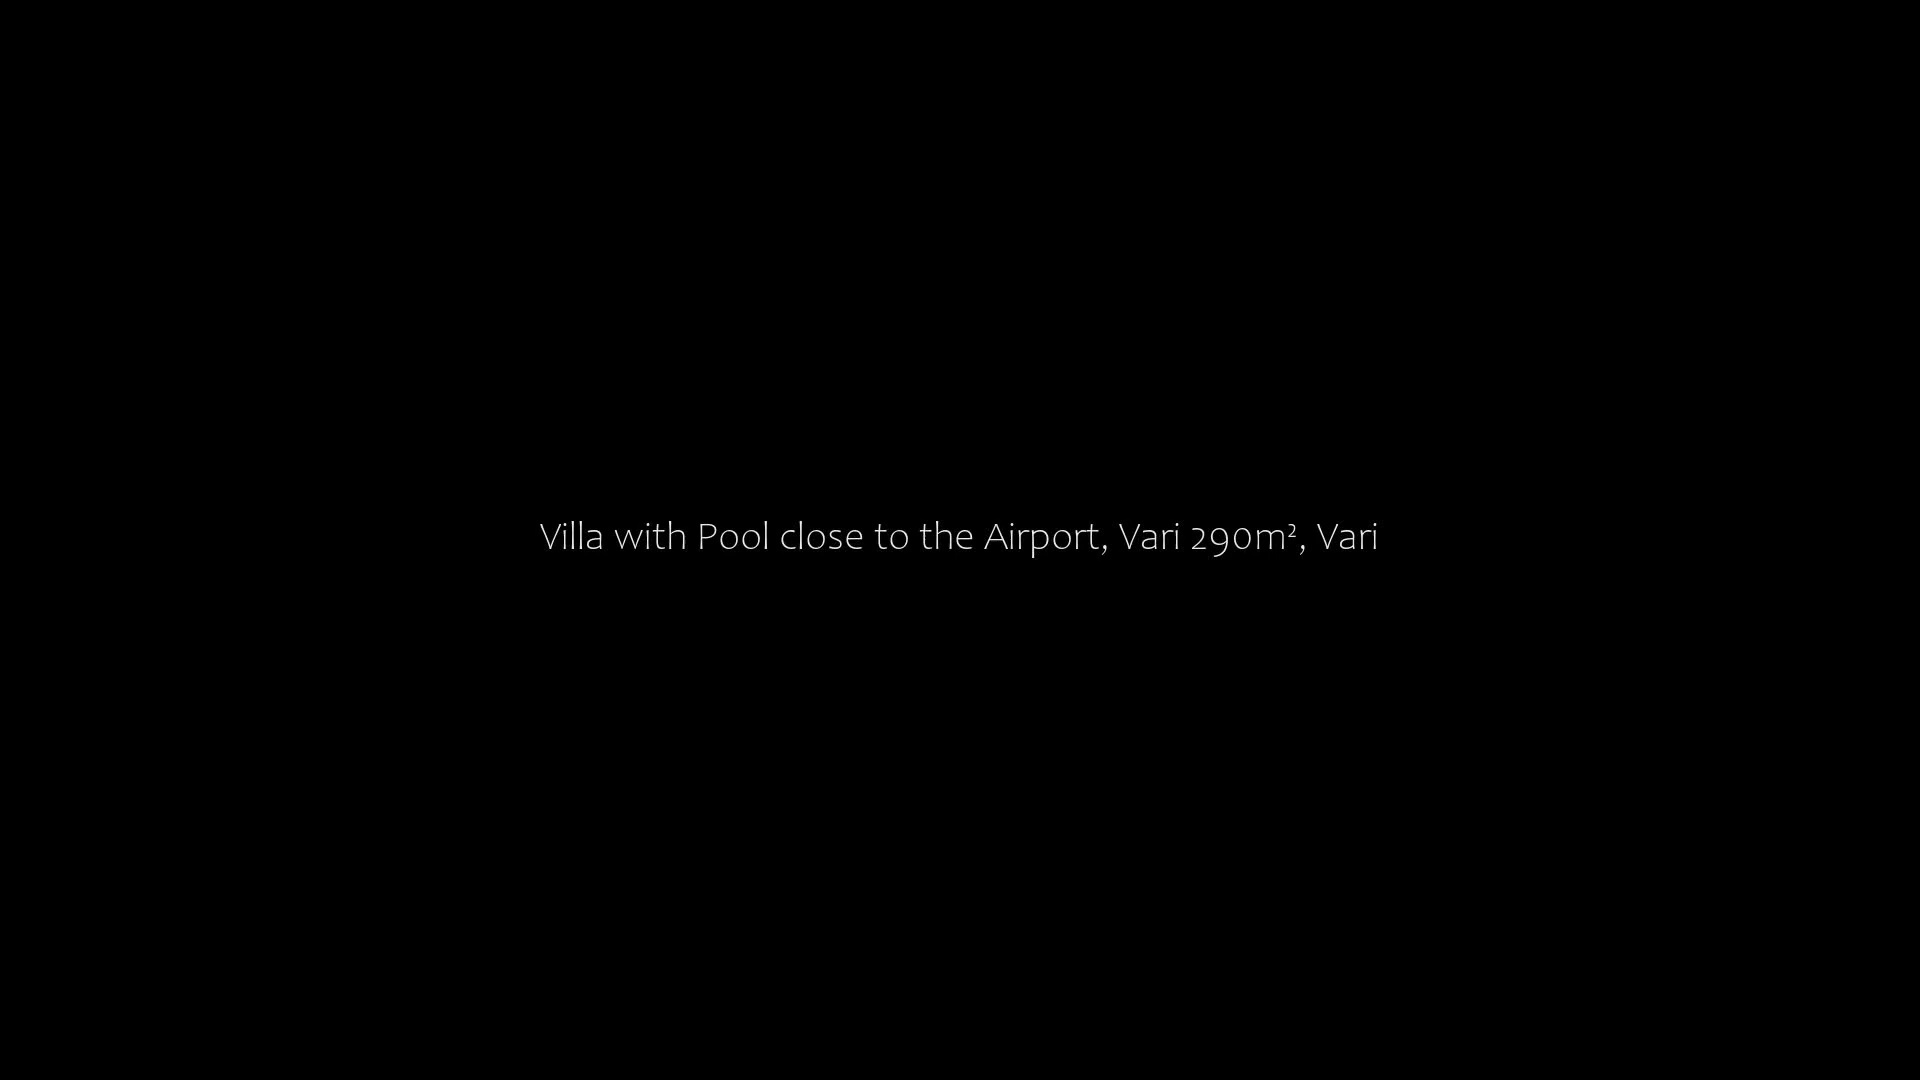 Villa with Pool close to the Airport, Vari 290m², Vari